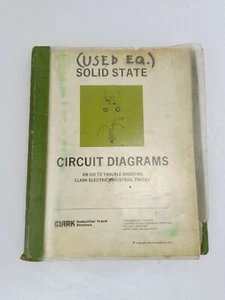 (USED EQ.)
SOLID STATE
CIRCUIT DIAGRAMS
AN AID TO TROUBLE SHOOTING
CLARK ELECTRIC INDUSTRIAL TRUCKS
CLARK Industrial Truck
Division